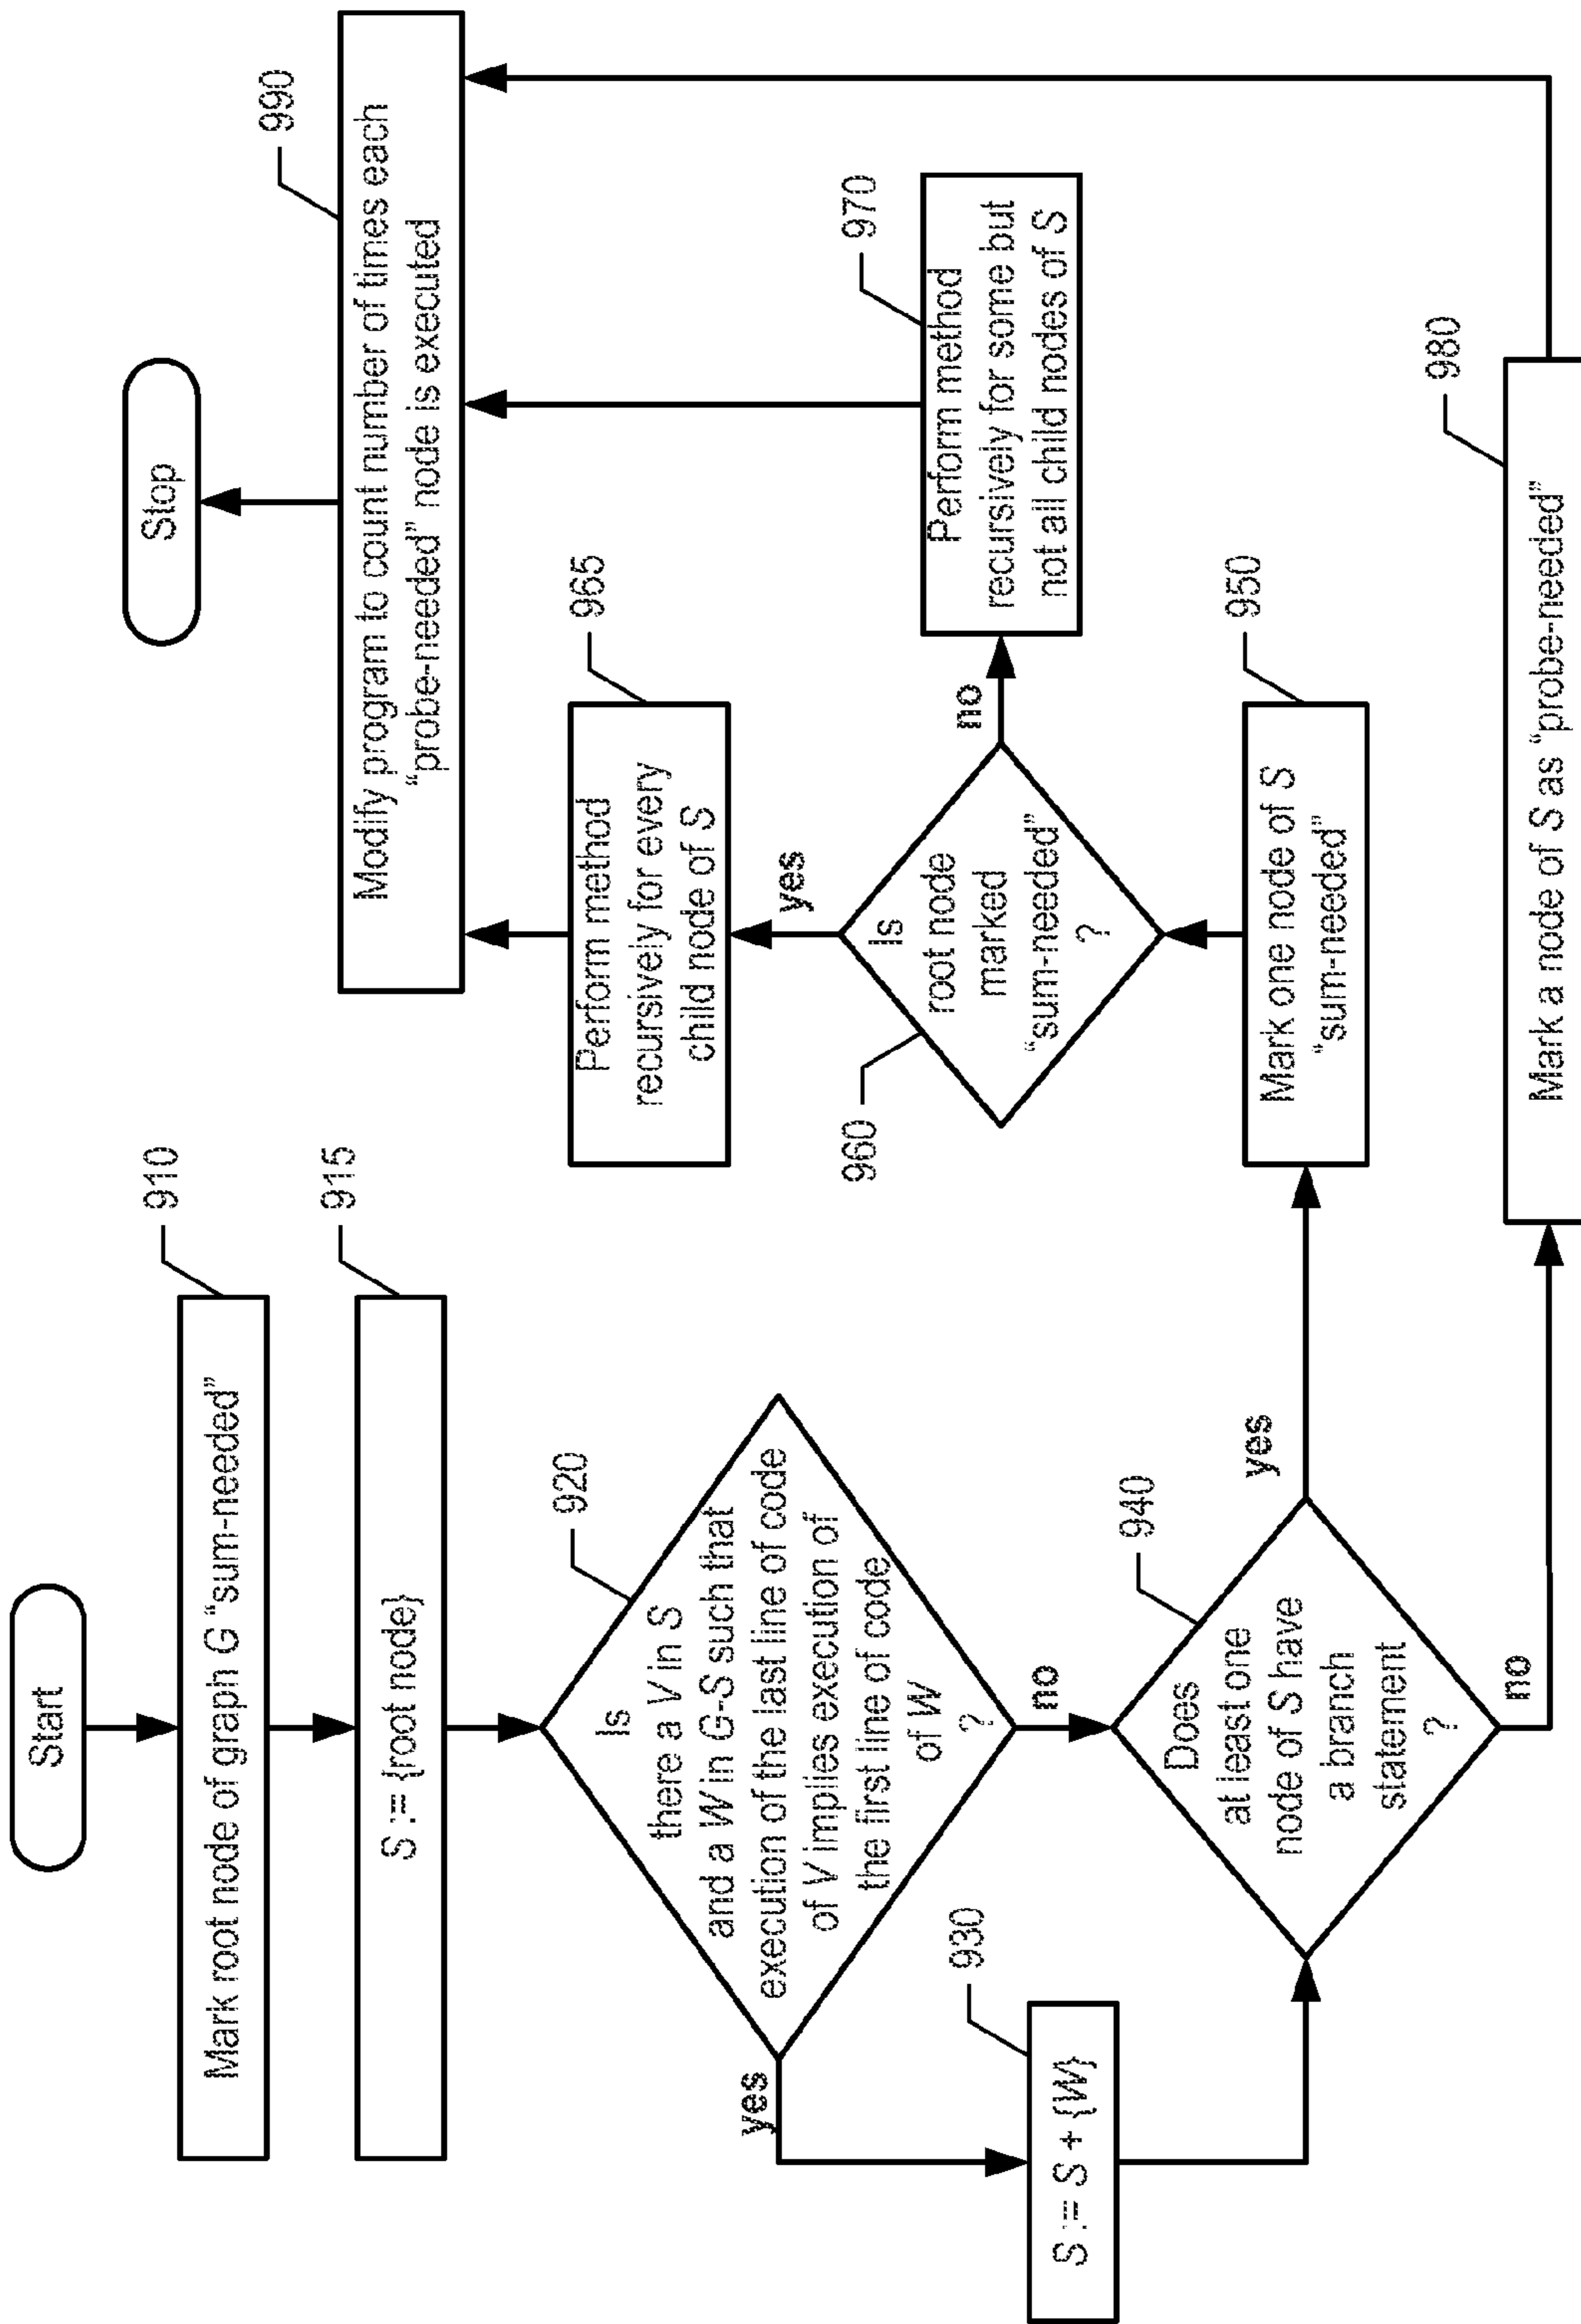 Start
910
Mark root node of graph G "sum-needed"
915
S := {root node}
920
Is
there a V in S
and a W in G-S such that
execution of the last line of code
of V implies execution of
the first line of code
of W
?
yes
no
930
S := S + {W}
940
Does
at least one
node of S have
a branch
statement
?
yes
no
950
Mark one node of S
"sum-needed"
960
Is
root node
marked
"sum-needed"
?
yes
no
965
Perform method
recursively for every
child node of S
970
Perform method
recursively for some but
not all child nodes of S
980
Mark a node of S as "probe-needed"
990
Modify program to count number of times each
"probe-needed" node is executed
Stop